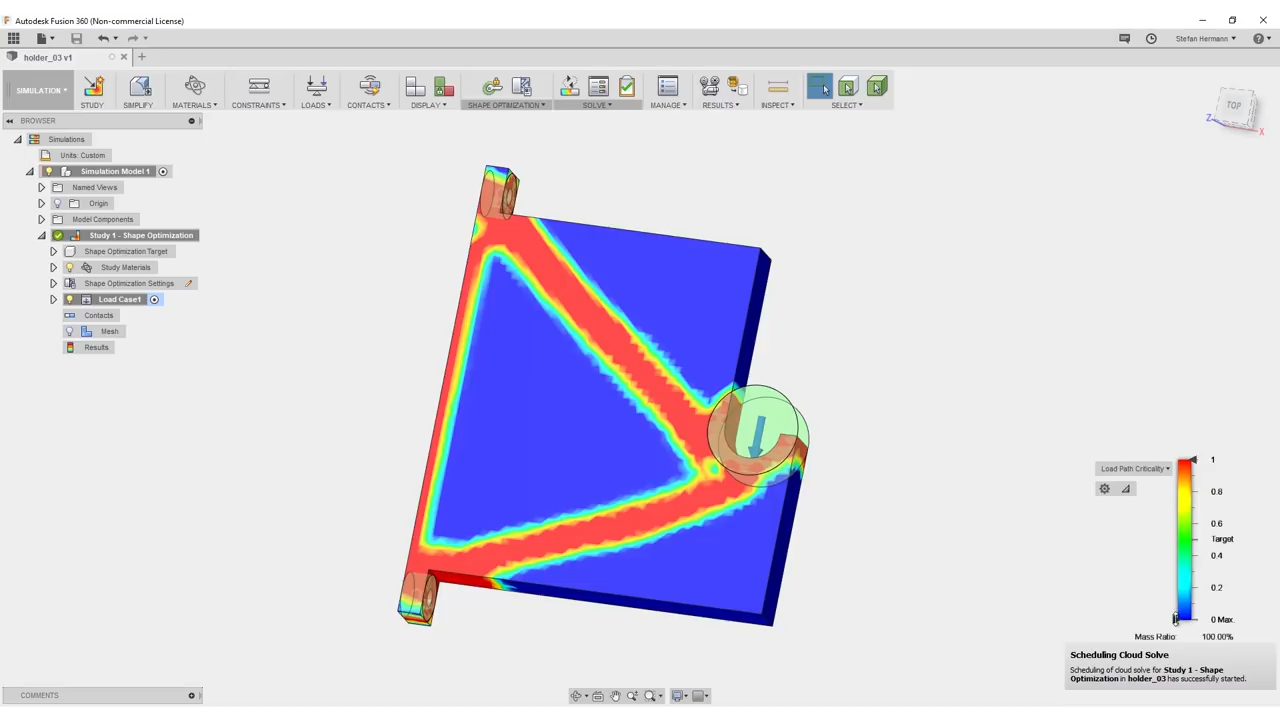 Autodesk Fusion 360 (Non-commercial License)
Stefan Hermann
holder_03 v1
SIMULATION
STUDY
SIMPLIFY
MATERIALS
CONSTRAINTS
LOADS
CONTACTS
DISPLAY
SHAPE OPTIMIZATION
SOLVE
MANAGE
RESULTS
INSPECT
SELECT
BROWSER
TOP
Z
X
Simulations
Units: Custom
Simulation Model 1
Named Views
Origin
Model Components
Study 1 - Shape Optimization
Shape Optimization Target
Study Materials
Shape Optimization Settings
Load Case1
Contacts
Mesh
Results
Load Path Criticality
1
0.8
0.6
Target
0.4
0.2
0 Max.
Mass Ratio: 100.00%
Scheduling Cloud Solve
Scheduling of cloud solve for Study 1 - Shape
Optimization in holder_03 has successfully started.
COMMENTS